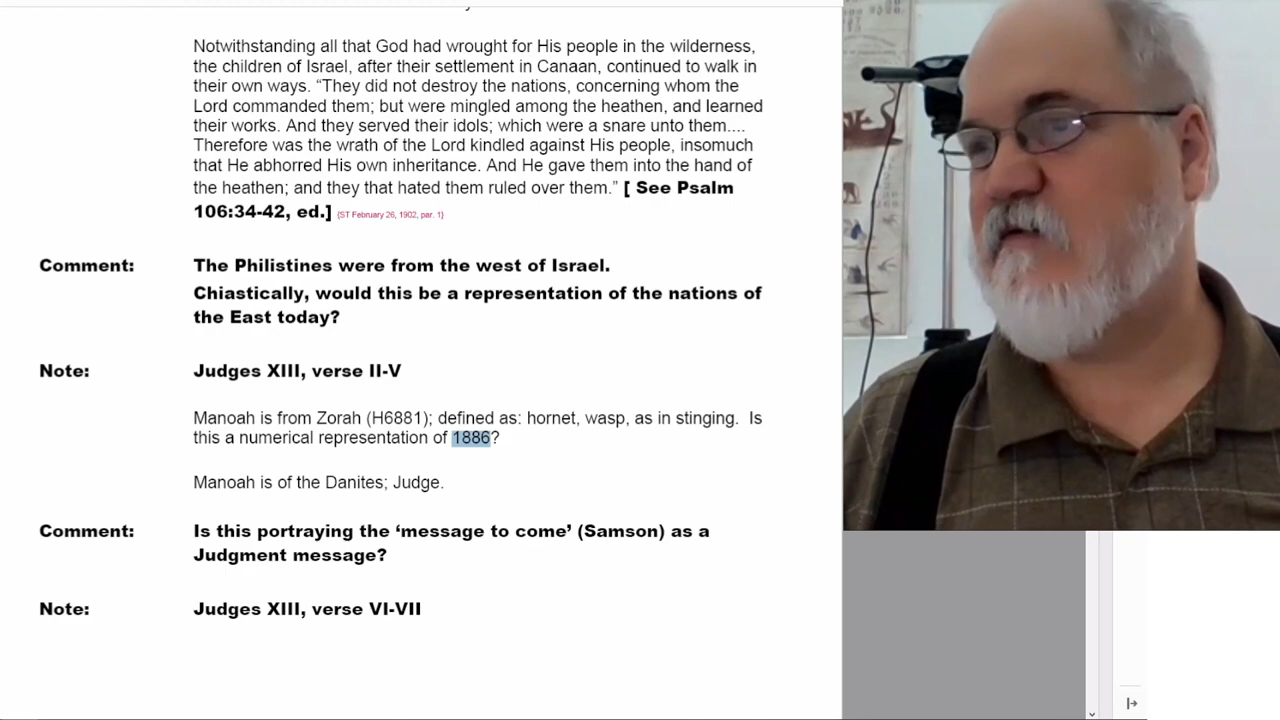 Notwithstanding all that God had wrought for His people in the wilderness,
the children of Israel, after their settlement in Canaan, continued to walk in
their own ways. “They did not destroy the nations, concerning whom the
Lord commanded them; but were mingled among the heathen, and learned
their works. And they served their idols; which were a snare unto them....
Therefore was the wrath of the Lord kindled against His people, insomuch
that He abhorred His own inheritance. And He gave them into the hand of
the heathen; and they that hated them ruled over them.” [ See Psalm
106:34-42, ed.] {ST February 26, 1902, par. 1}
Comment: The Philistines were from the west of Israel.
Chiastically, would this be a representation of the nations of
the East today?
Note: Judges XIII, verse II-V
Manoah is from Zorah (H6881); defined as: hornet, wasp, as in stinging. Is
this a numerical representation of 1886?
Manoah is of the Danites; Judge.
Comment: Is this portraying the ‘message to come’ (Samson) as a
Judgment message?
Note: Judges XIII, verse VI-VII